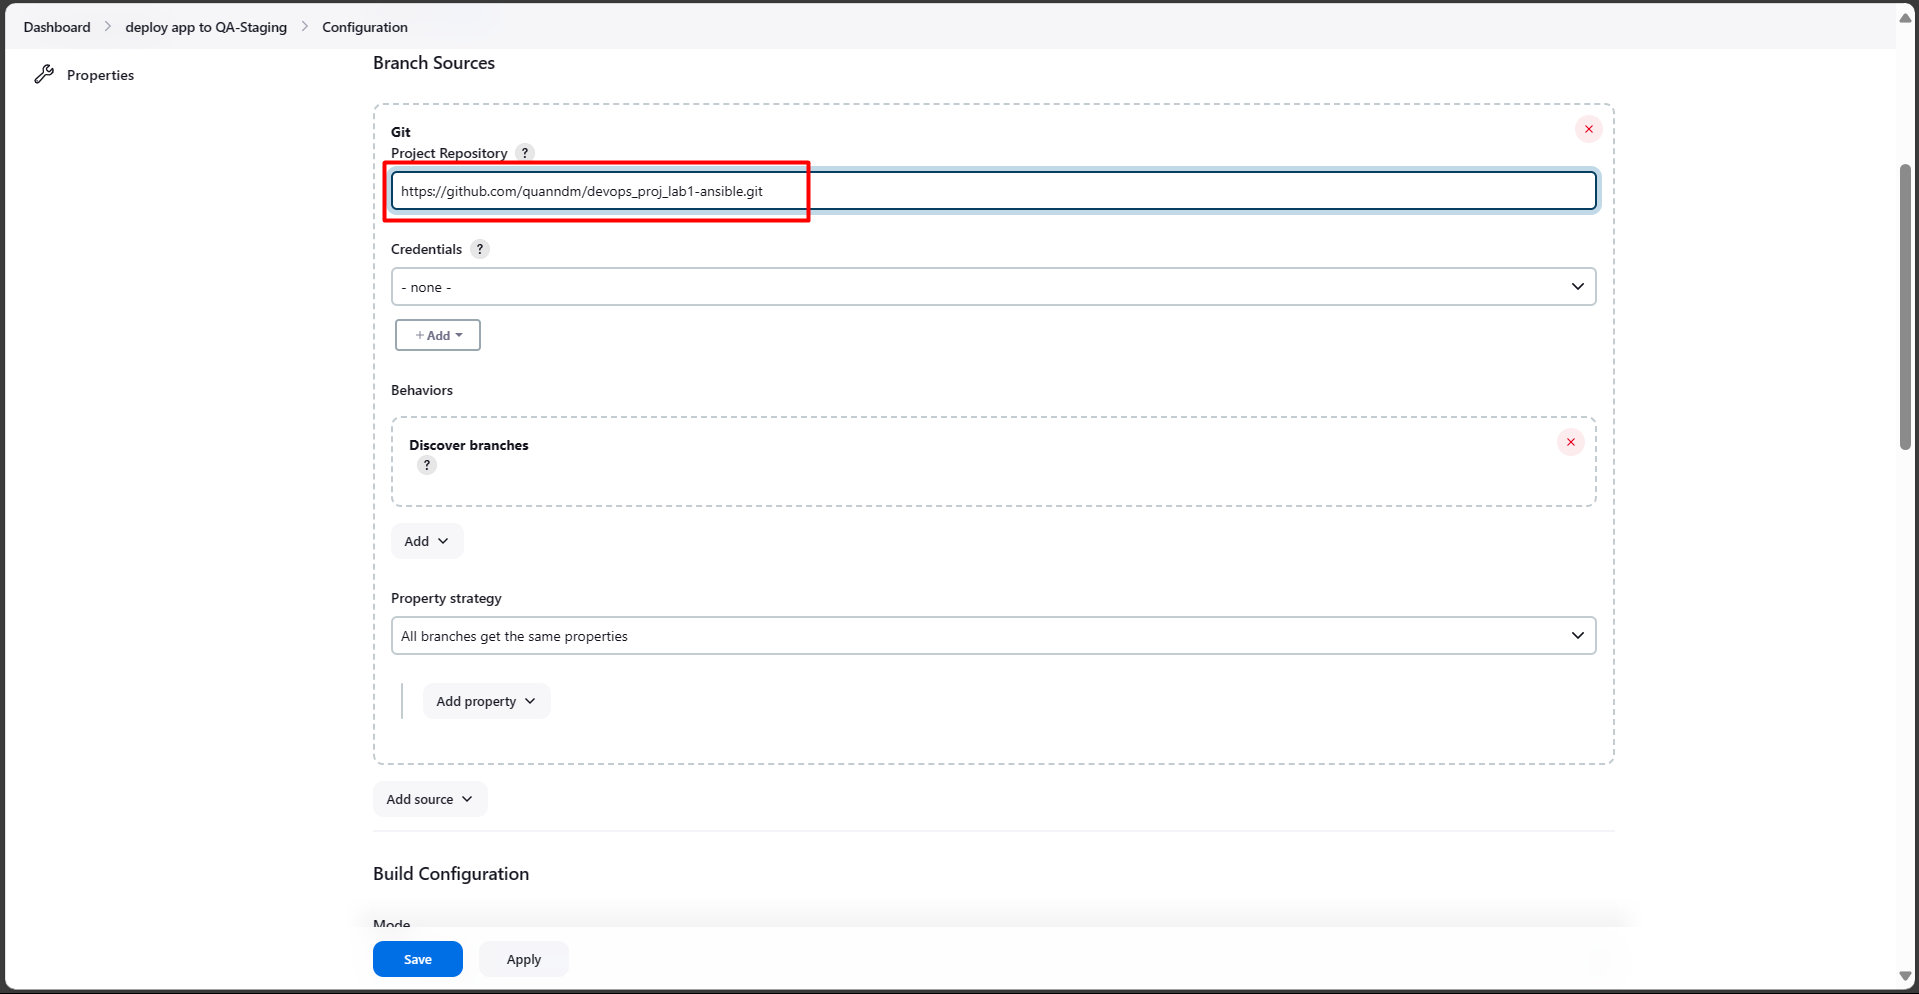 Dashboard > deploy app to QA-Staging > Configuration
Properties
Branch Sources
Git
Project Repository ?
https://github.com/quanndm/devops_proj_lab1-ansible.git
Credentials ?
- none -
+ Add
Behaviors
Discover branches
?
Add
Property strategy
All branches get the same properties
Add property
Add source
Build Configuration
Mode
Save Apply